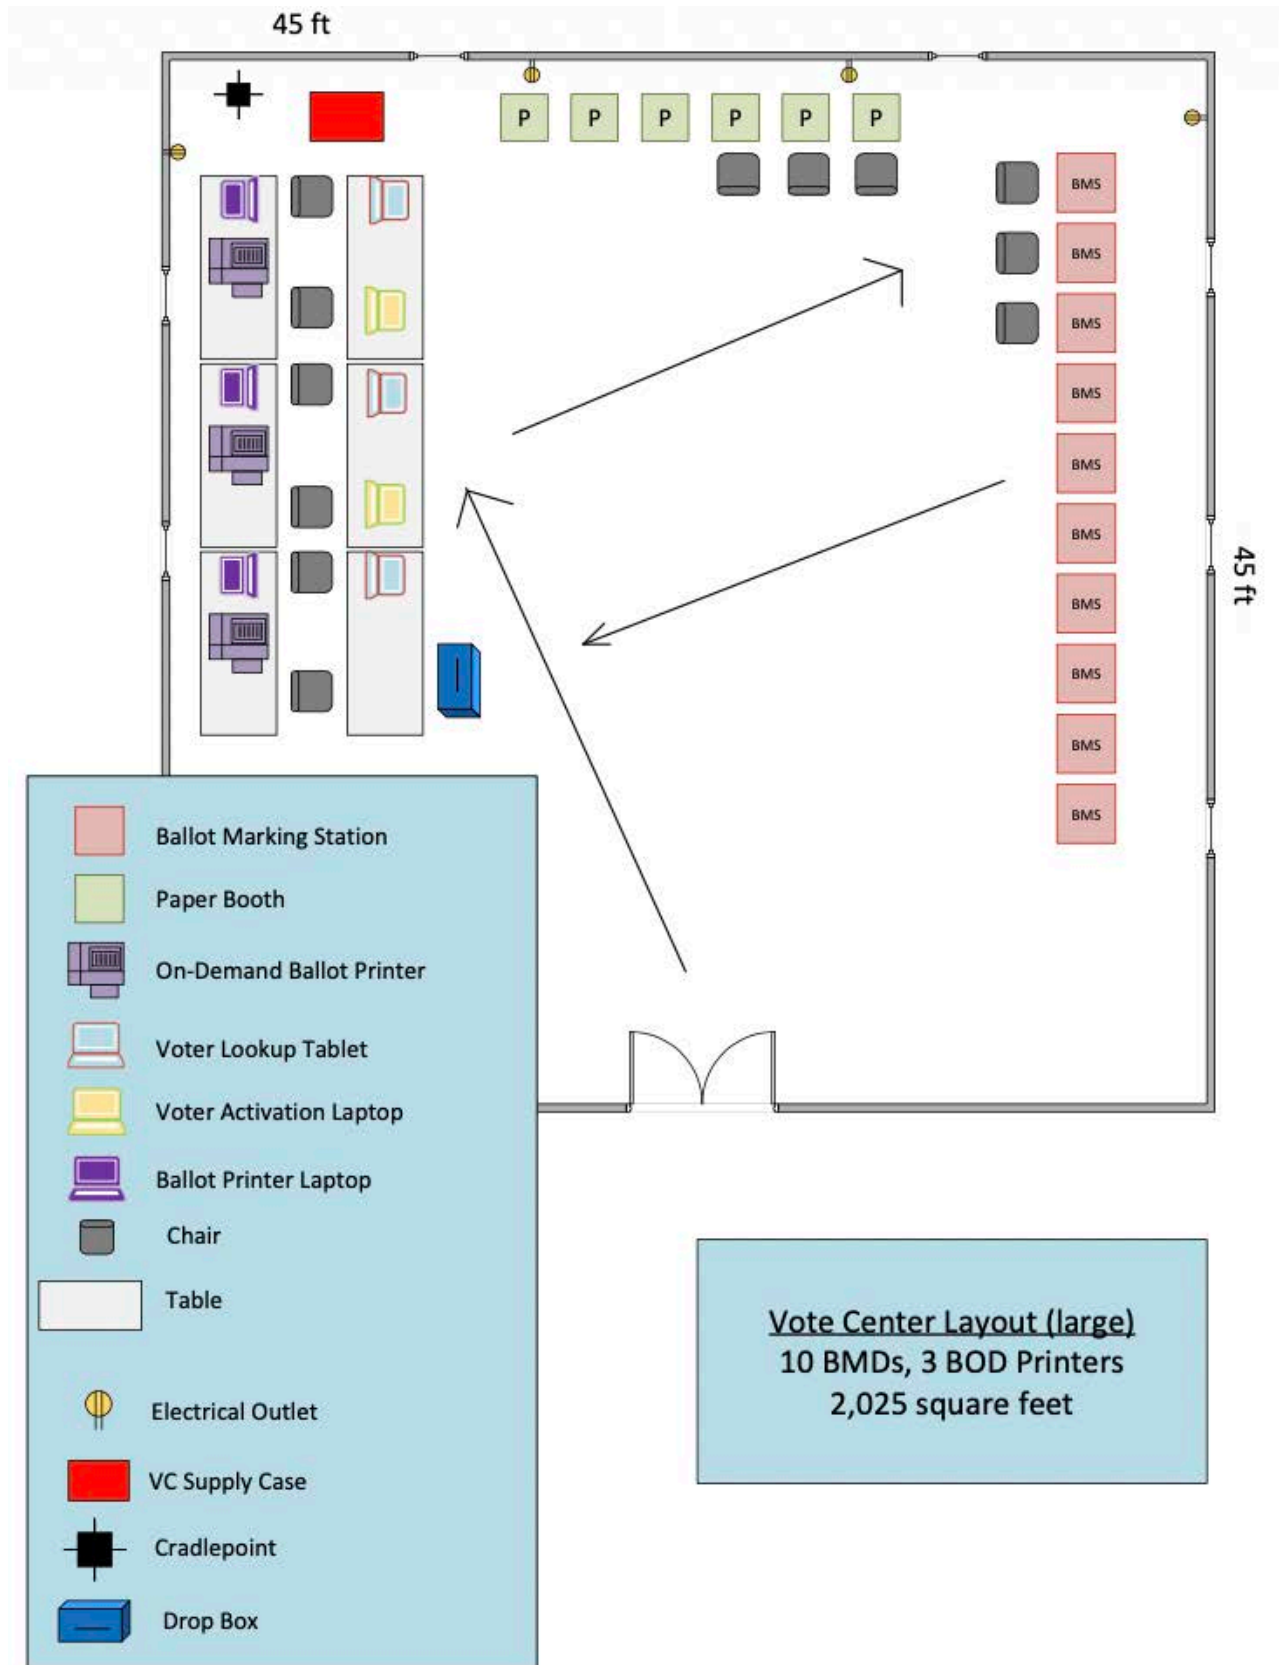 45 ft
P P P P P P
BMS
BMS
BMS
BMS
BMS
BMS
BMS
BMS
BMS
BMS
45 ft
Ballot Marking Station
Paper Booth
On-Demand Ballot Printer
Voter Lookup Tablet
Voter Activation Laptop
Ballot Printer Laptop
Chair
Table
Electrical Outlet
VC Supply Case
Cradlepoint
Drop Box
Vote Center Layout (large)
10 BMDs, 3 BOD Printers
2,025 square feet